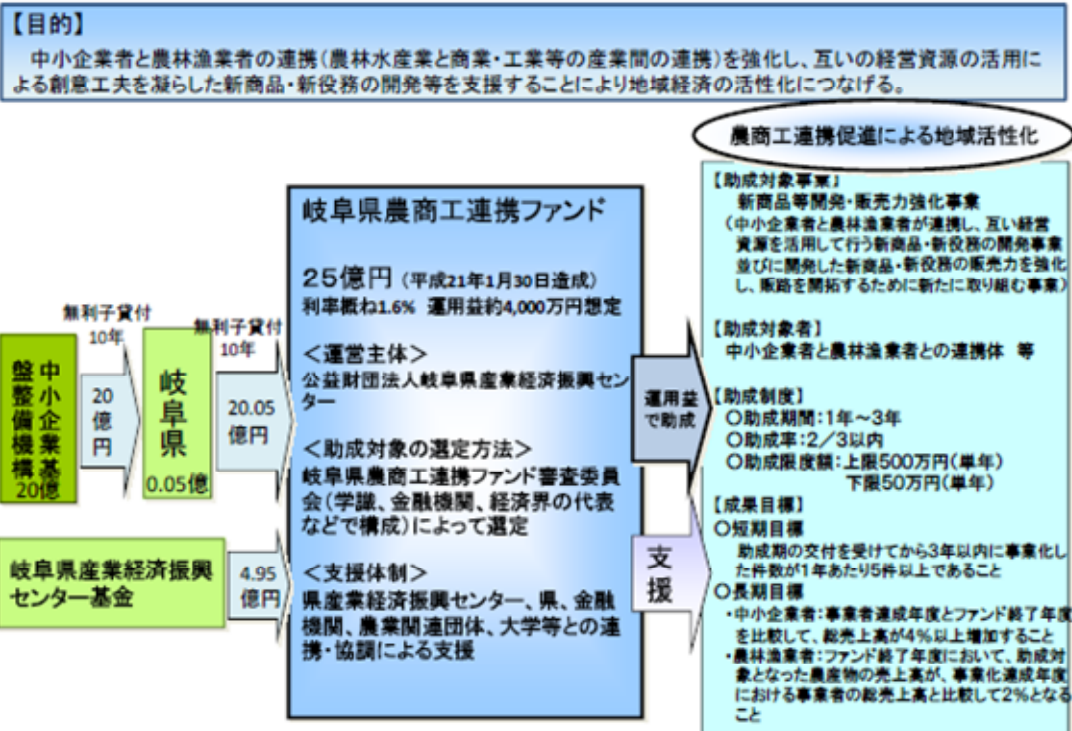 【目的】
中小企業者と農林漁業者の連携(農林水産業と商業・工業等の産業間の連携)を強化し、互いの経営資源の活用に
よる創意工夫を凝らした新商品・新役務の開発等を支援することにより地域経済の活性化につなげる。
農商工連携促進による地域活性化
中小企業基
盤整備機構
20億
無利子貸付
10年
20
億
円
岐
阜
県
0.05億
無利子貸付
10年
20.05
億円
岐阜県産業経済振興
センター基金
4.95
億円
岐阜県農商工連携ファンド
25億円 (平成21年1月30日造成)
利率概ね1.6% 運用益約4,000万円想定
<運営主体>
公益財団法人岐阜県産業経済振興セン
ター
<助成対象の選定方法>
岐阜県農商工連携ファンド審査委員
会(学識、金融機関、経済界の代表
などで構成)によって選定
<支援体制>
県産業経済振興センター、県、金融
機関、農業関連団体、大学等との連
携・協調による支援
運用益
で助成
支
援
【助成対象事業】
新商品等開発・販売力強化事業
(中小企業者と農林漁業者が連携し、互い経営
資源を活用して行う新商品・新役務の開発事業
並びに開発した新商品・新役務の販売力を強化
し、販路を開拓するために新たに取り組む事業)
【助成対象者】
中小企業者と農林漁業者との連携体 等
【助成制度】
○助成期間:1年~3年
○助成率:2/3以内
○助成限度額:上限500万円(単年)
下限50万円(単年)
【成果目標】
○短期目標
助成期の交付を受けてから3年以内に事業化し
た件数が1年あたり5件以上であること
○長期目標
・中小企業者:事業者達成年度とファンド終了年度
を比較して、総売上高が4%以上増加すること
・農林漁業者:ファンド終了年度において、助成対
象となった農産物の売上高が、事業化達成年度
における事業者の総売上高と比較して2%となる
こと